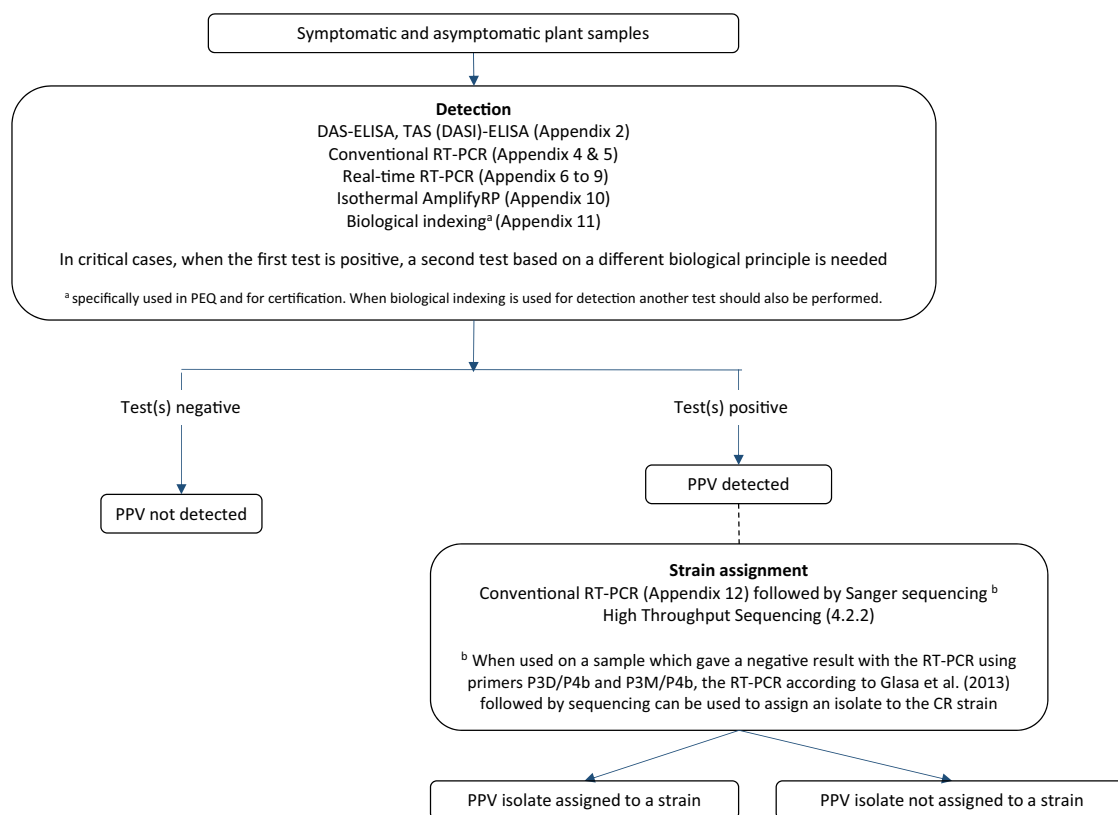 Symptomatic and asymptomatic plant samples
Detection
DAS-ELISA, TAS (DASI)-ELISA (Appendix 2)
Conventional RT-PCR (Appendix 4 & 5)
Real-time RT-PCR (Appendix 6 to 9)
Isothermal AmplifyRP (Appendix 10)
Biological indexingᵃ (Appendix 11)
In critical cases, when the first test is positive, a second test based on a different biological principle is needed
ᵃ specifically used in PEQ and for certification. When biological indexing is used for detection another test should also be performed.
Test(s) negative
Test(s) positive
PPV detected
PPV not detected
Strain assignment
Conventional RT-PCR (Appendix 12) followed by Sanger sequencing ᵇ
High Throughput Sequencing (4.2.2)
ᵇ When used on a sample which gave a negative result with the RT-PCR using
primers P3D/P4b and P3M/P4b, the RT-PCR according to Glasa et al. (2013)
followed by sequencing can be used to assign an isolate to the CR strain
PPV isolate assigned to a strain
PPV isolate not assigned to a strain